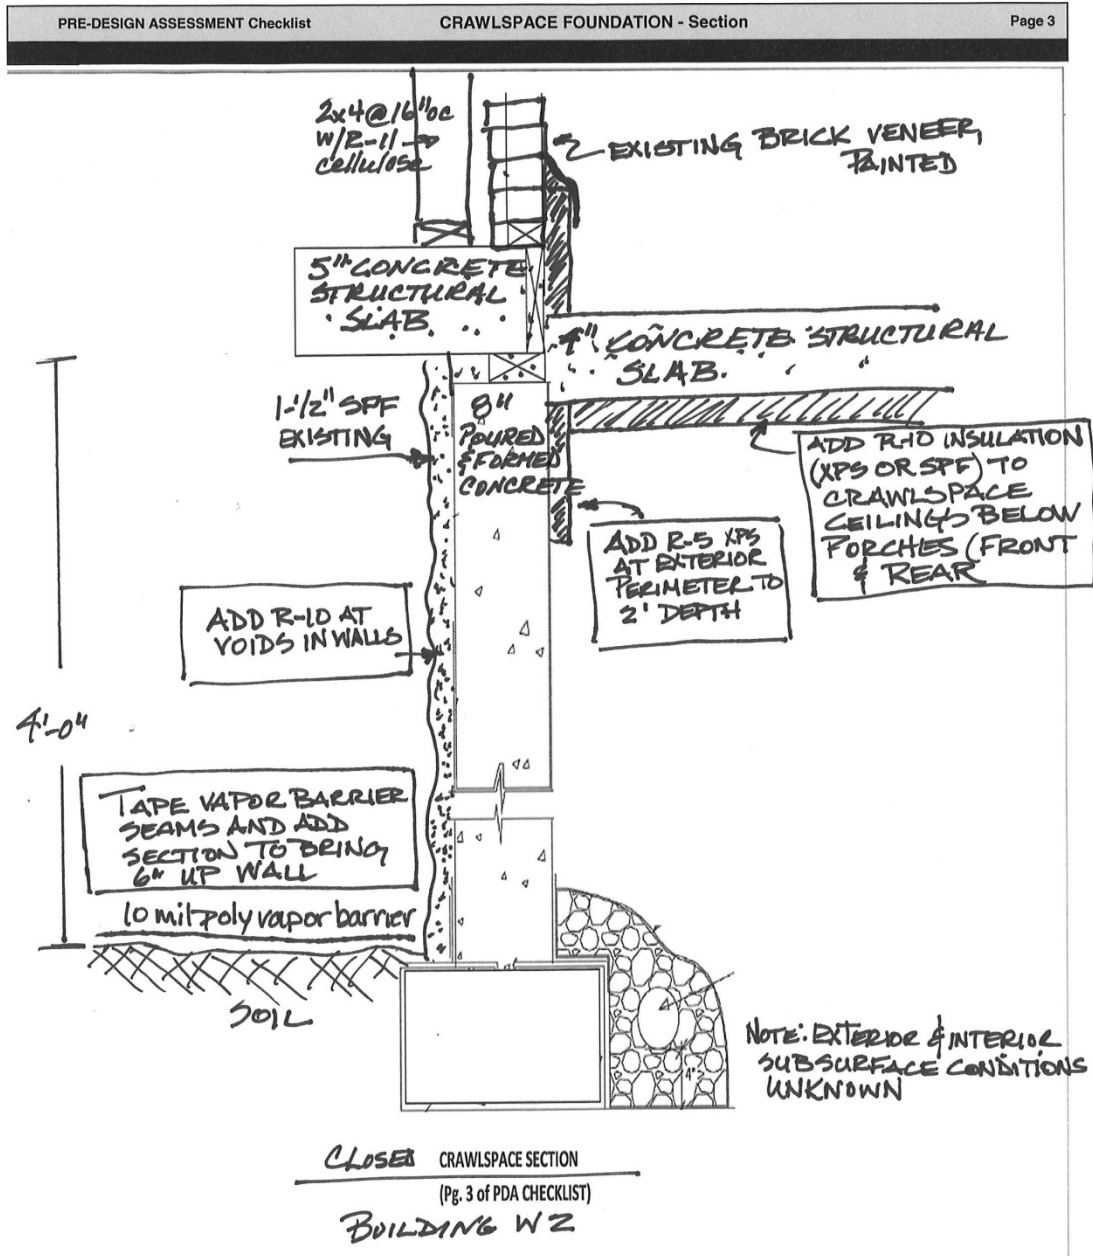 PRE-DESIGN ASSESSMENT Checklist
CRAWLSPACE FOUNDATION - Section
Page 3
2x4@16"oc
W/R-11
cellulose
EXISTING BRICK VENEER,
PAINTED
5" CONCRETE
STRUCTURAL
SLAB
4" CONCRETE STRUCTURAL
SLAB.
1-1/2" SPF
EXISTING
8"
POURED
& FORMED
CONCRETE
ADD R-10 INSULATION
(XPS OR SPF) TO
CRAWLSPACE
CEILINGS BELOW
PORCHES (FRONT
& REAR
ADD R-5 XPS
AT EXTERIOR
PERIMETER TO
2' DEPTH
ADD R-10 AT
VOIDS IN WALLS
4'-0"
TAPE VAPOR BARRIER
SEAMS AND ADD
SECTION TO BRING
6" UP WALL
10 mil poly vapor barrier
SOIL
4"
NOTE: EXTERIOR & INTERIOR
SUBSURFACE CONDITIONS
UNKNOWN
CLOSED CRAWLSPACE SECTION
(Pg. 3 of PDA CHECKLIST)
BUILDING W2